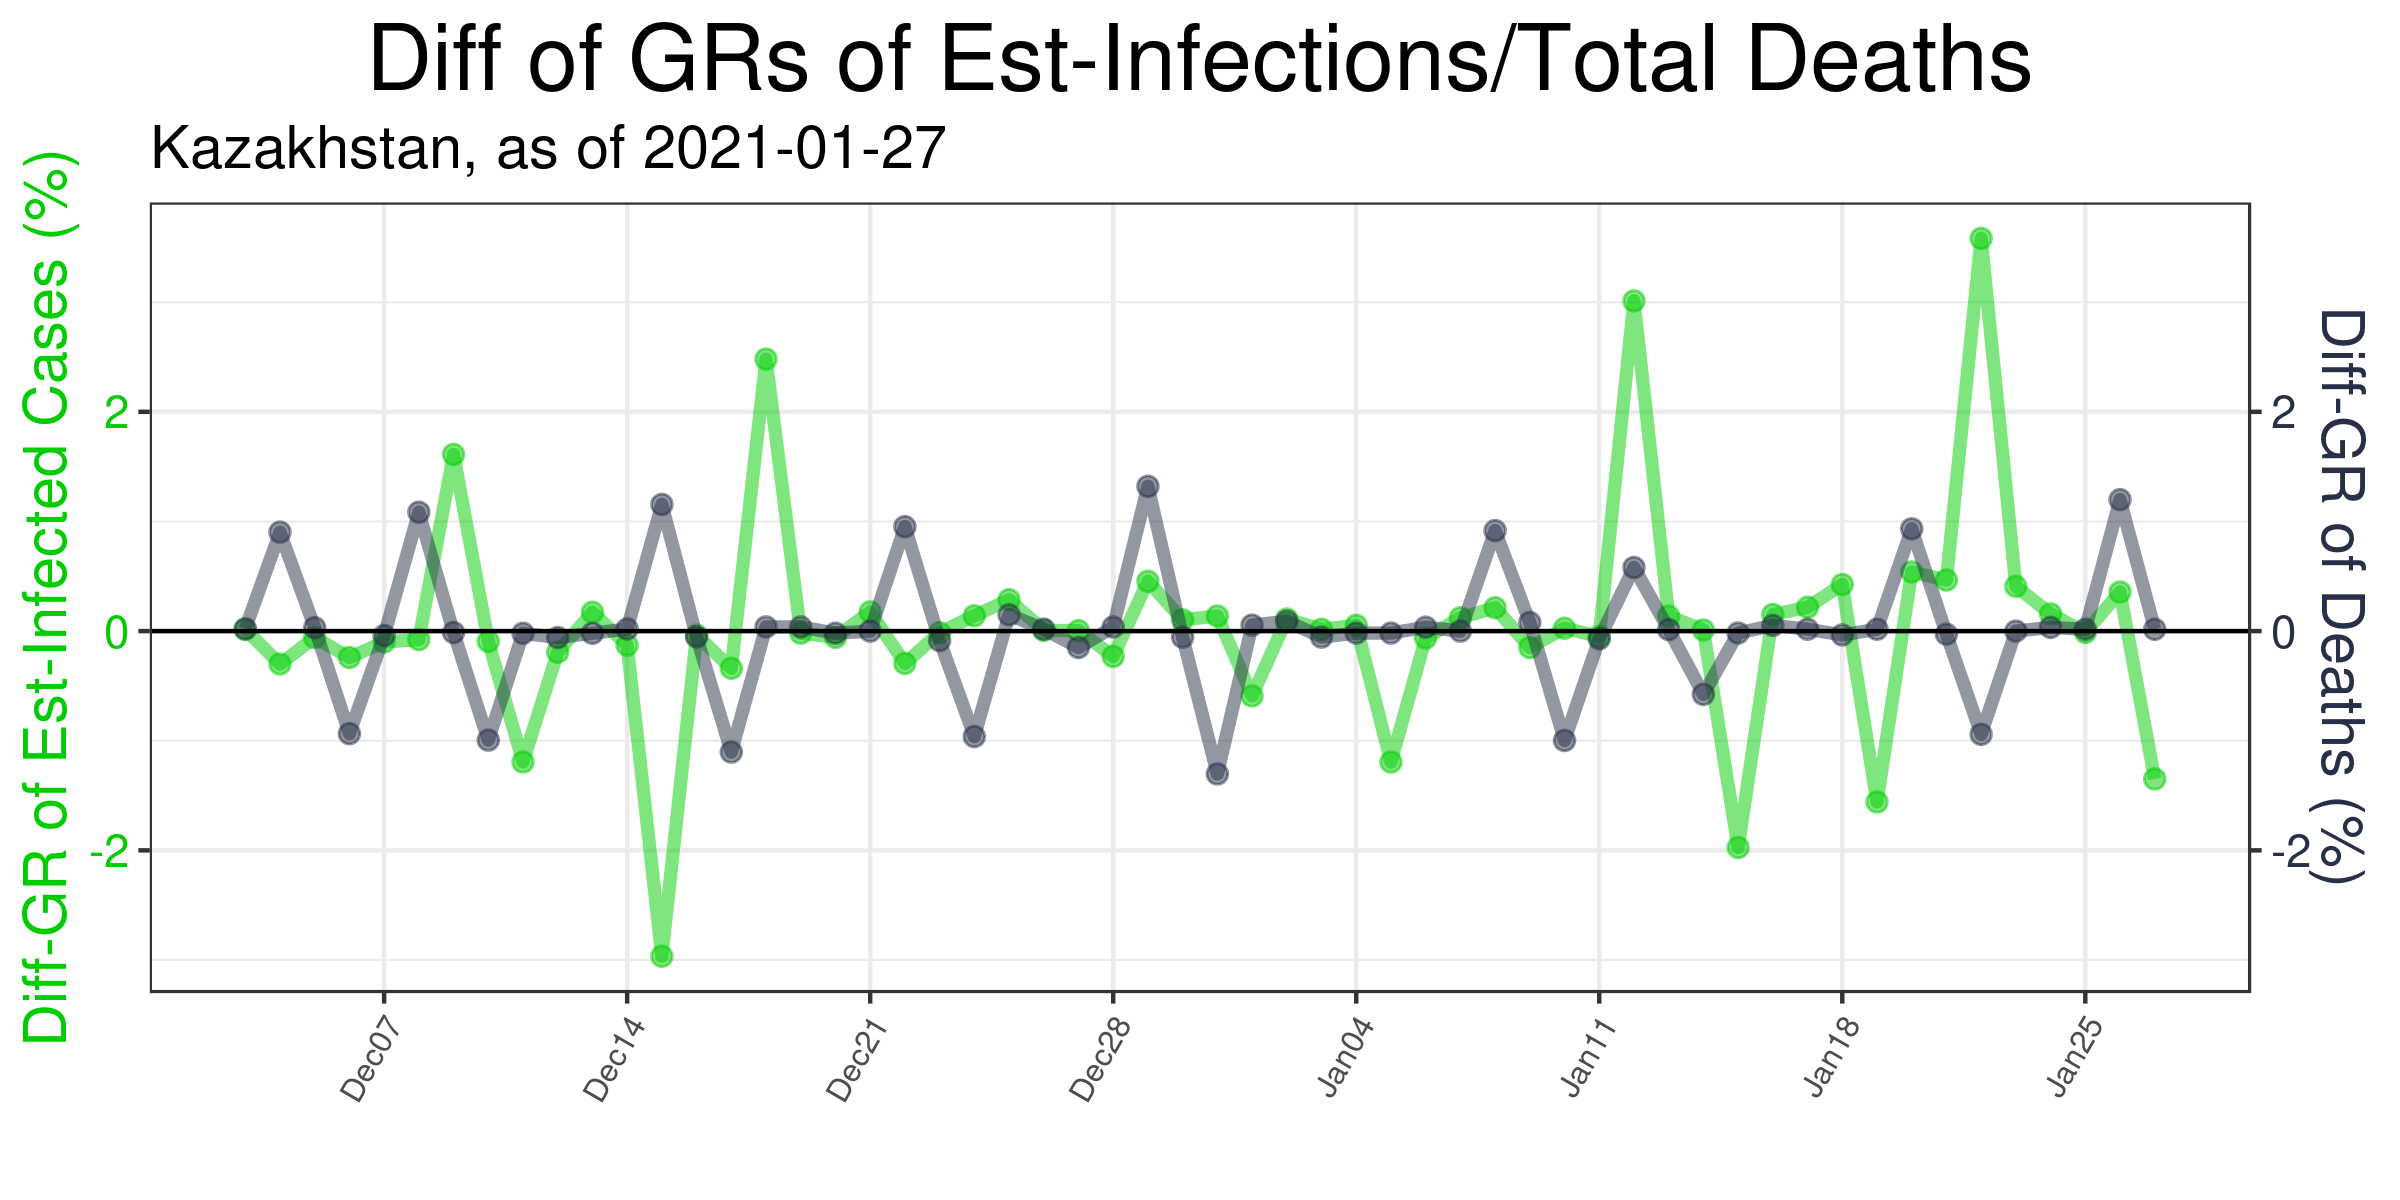 Diff of GRs of Est-Infections/Total Deaths
Kazakhstan, as of 2021-01-27
Diff-GR of Est-Infected Cases (%)
2
0
-2
2
0
-2
Diff-GR of Deaths (%)
Dec07
Dec14
Dec21
Dec28
Jan04
Jan11
Jan18
Jan25